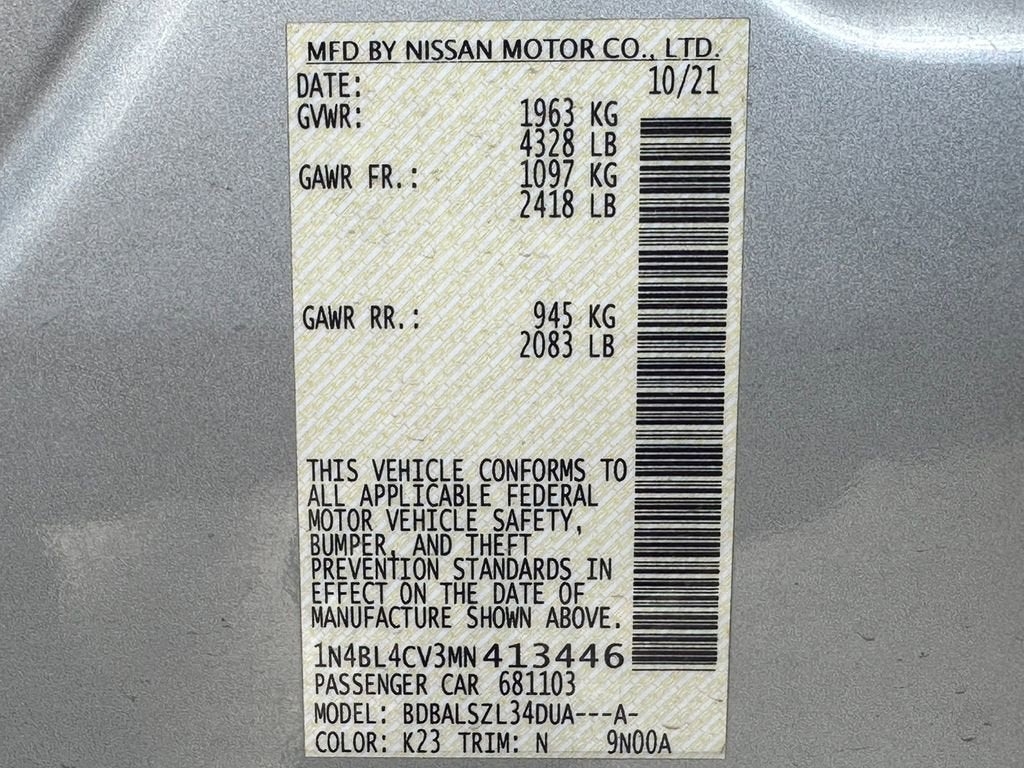 MFD BY NISSAN MOTOR CO., LTD.
DATE: 10/21
GVWR: 1963 KG
4328 LB
GAWR FR.: 1097 KG
2418 LB
GAWR RR.: 945 KG
2083 LB
THIS VEHICLE CONFORMS TO
ALL APPLICABLE FEDERAL
MOTOR VEHICLE SAFETY,
BUMPER, AND THEFT
PREVENTION STANDARDS IN
EFFECT ON THE DATE OF
MANUFACTURE SHOWN ABOVE.
1N4BL4CV3MN413446
PASSENGER CAR 681103
MODEL: BDBALSZL34DUA---A-
COLOR: K23 TRIM: N 9N00A